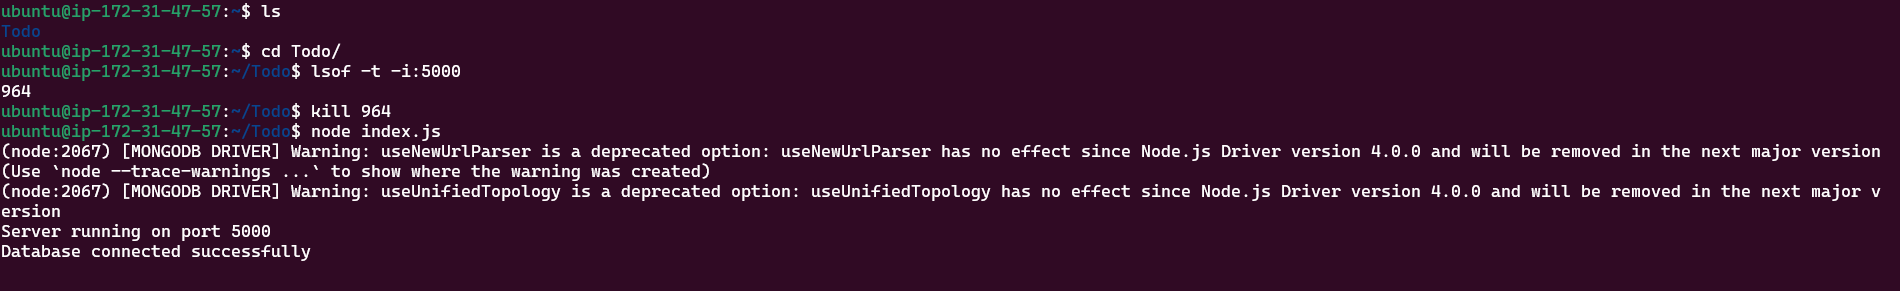 ubuntu@ip-172-31-47-57:~$ ls
Todo
ubuntu@ip-172-31-47-57:~$ cd Todo/
ubuntu@ip-172-31-47-57:~/Todo$ lsof -t -i:5000
964
ubuntu@ip-172-31-47-57:~/Todo$ kill 964
ubuntu@ip-172-31-47-57:~/Todo$ node index.js
(node:2067) [MONGODB DRIVER] Warning: useNewUrlParser is a deprecated option: useNewUrlParser has no effect since Node.js Driver version 4.0.0 and will be removed in the next major version
(Use `node --trace-warnings ...` to show where the warning was created)
(node:2067) [MONGODB DRIVER] Warning: useUnifiedTopology is a deprecated option: useUnifiedTopology has no effect since Node.js Driver version 4.0.0 and will be removed in the next major v
ersion
Server running on port 5000
Database connected successfully